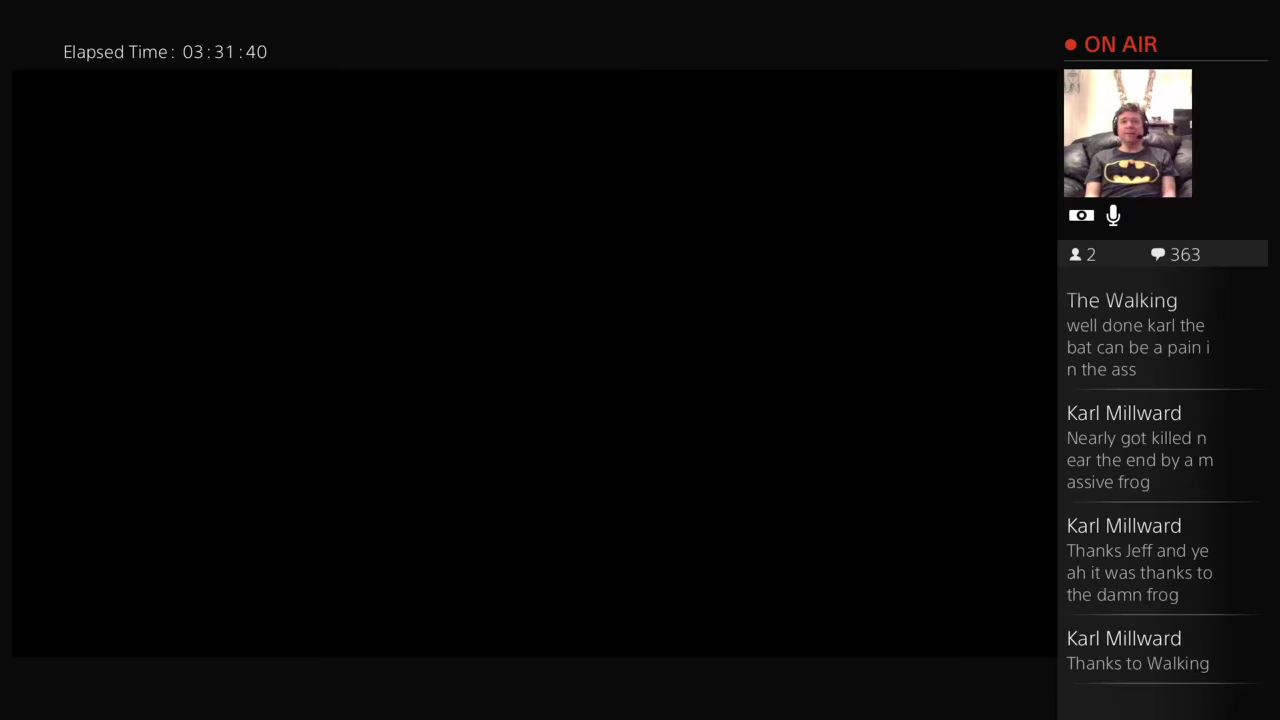 Elapsed Time: 03:31:40
ON AIR
2 363
The Walking
well done karl the
bat can be a pain i
n the ass
Karl Millward
Nearly got killed n
ear the end by a m
assive frog
Karl Millward
Thanks Jeff and ye
ah it was thanks to
the damn frog
Karl Millward
Thanks to Walking